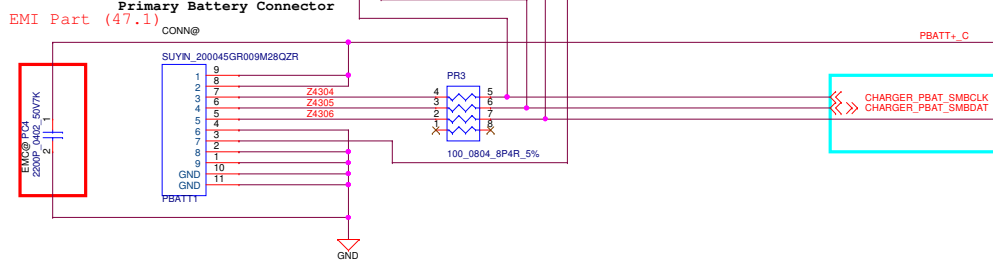 Primary Battery Connector
EMI Part (47.1)
CONN@
PBATT+_C
SUYIN_200045GR009M28QZR
EMC@ PC4
2200P_0402_50V7K
1
2
1 9
2 8
3 7 Z4304
4 6 Z4305
5 5 Z4306
6 4
7 3
8 2
9 1
GND 10
GND 11
PBATT1
PR3
4 5
3 6
2 7
1 8
100_0804_8P4R_5%
CHARGER_PBAT_SMBCLK
CHARGER_PBAT_SMBDAT
GND